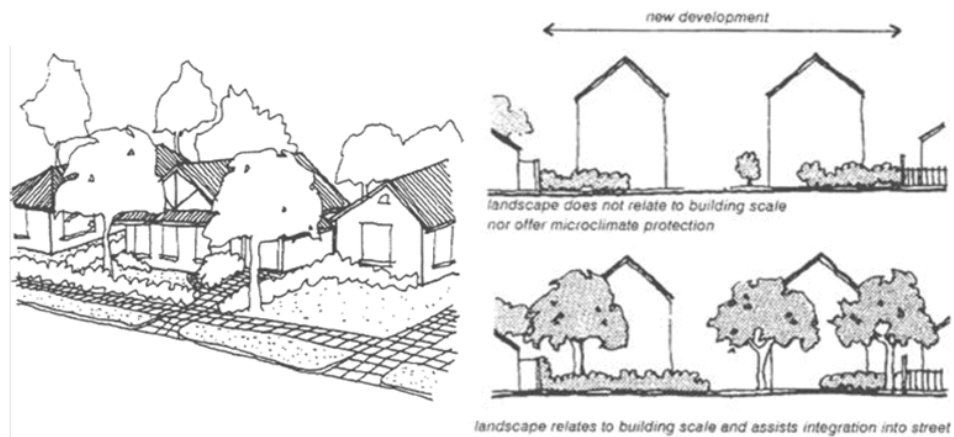 new development
landscape does not relate to building scale
nor offer microclimate protection
landscape relates to building scale and assists integration into street